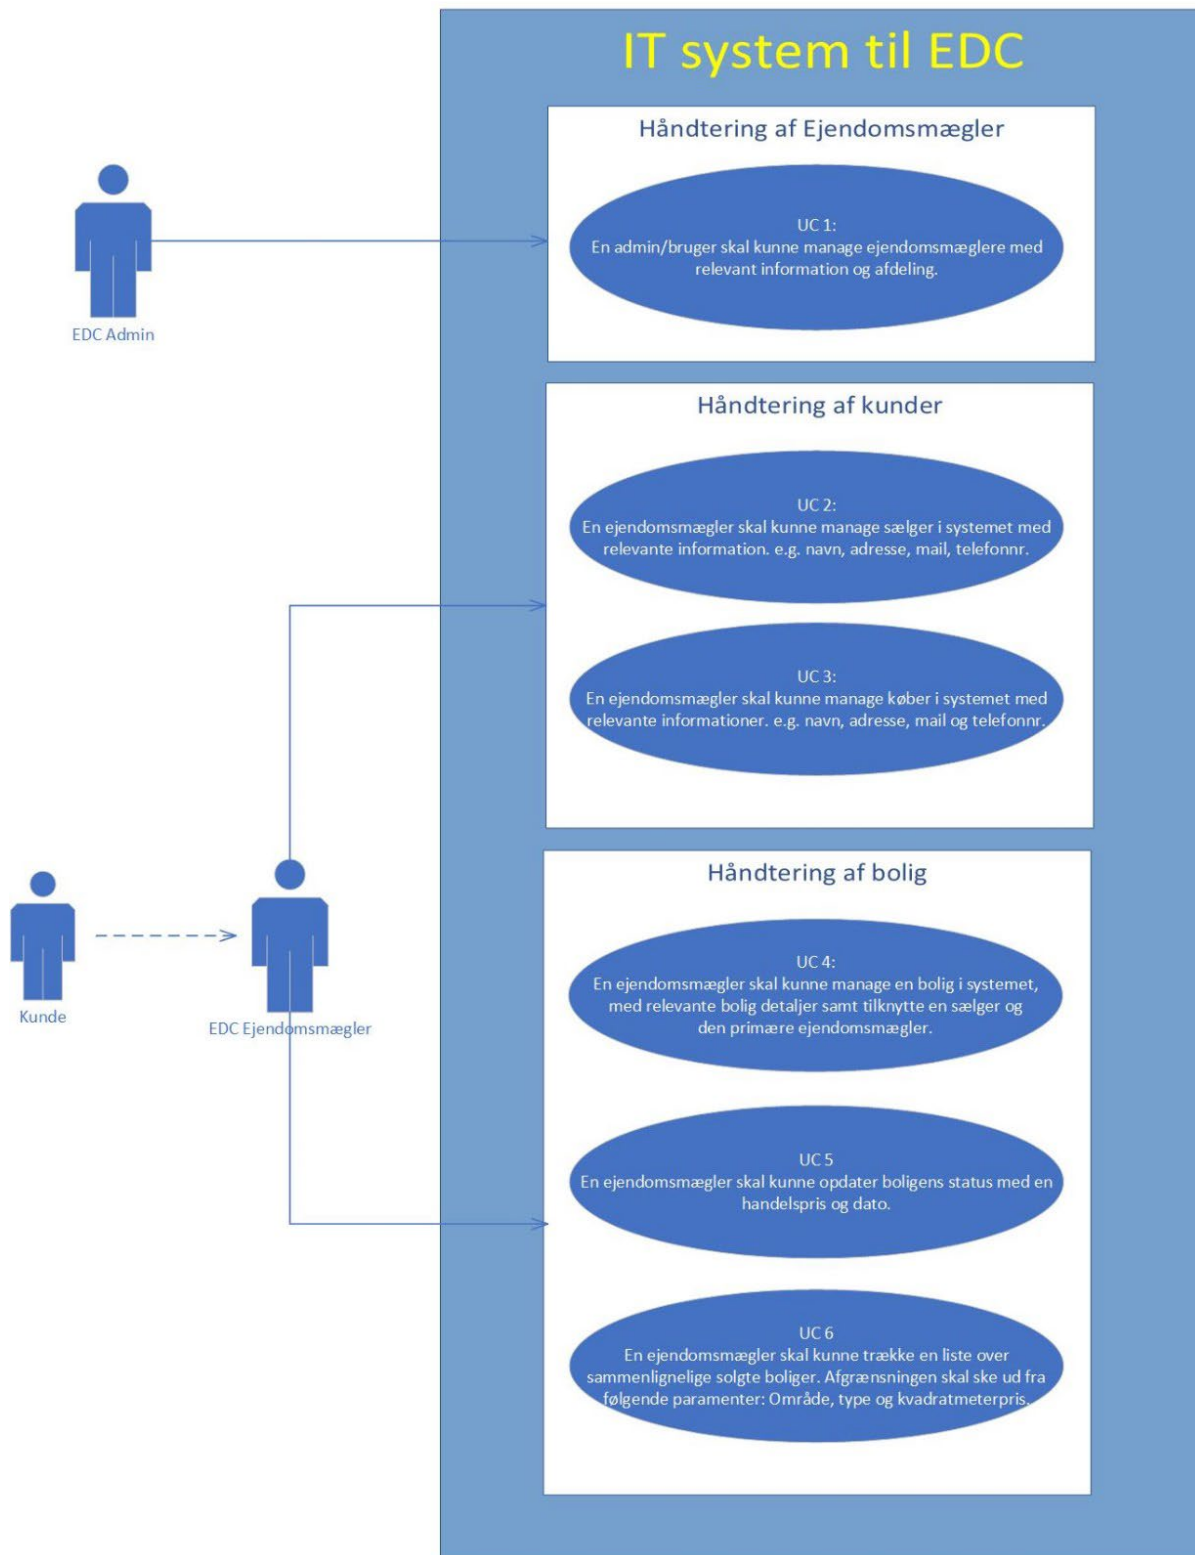 IT system til EDC
Håndtering af Ejendomsmægler
UC 1:
En admin/bruger skal kunne manage ejendomsmæglere med
relevant information og afdeling.
EDC Admin
Håndtering af kunder
UC 2:
En ejendomsmægler skal kunne manage sælger i systemet med
relevante information. e.g. navn, adresse, mail, telefonnr.
UC 3:
En ejendomsmægler skal kunne manage køber i systemet med
relevante informationer. e.g. navn, adresse, mail og telefonnr.
Kunde
EDC Ejendomsmægler
Håndtering af bolig
UC 4:
En ejendomsmægler skal kunne manage en bolig i systemet,
med relevante bolig detaljer samt tilknytte en sælger og
den primære ejendomsmægler.
UC 5
En ejendomsmægler skal kunne opdater boligens status med en
handelspris og dato.
UC 6
En ejendomsmægler skal kunne trække en liste over
sammenlignelige solgte boliger. Afgrænsningen skal ske ud fra
følgende paramenter: Område, type og kvadratmeterpris.